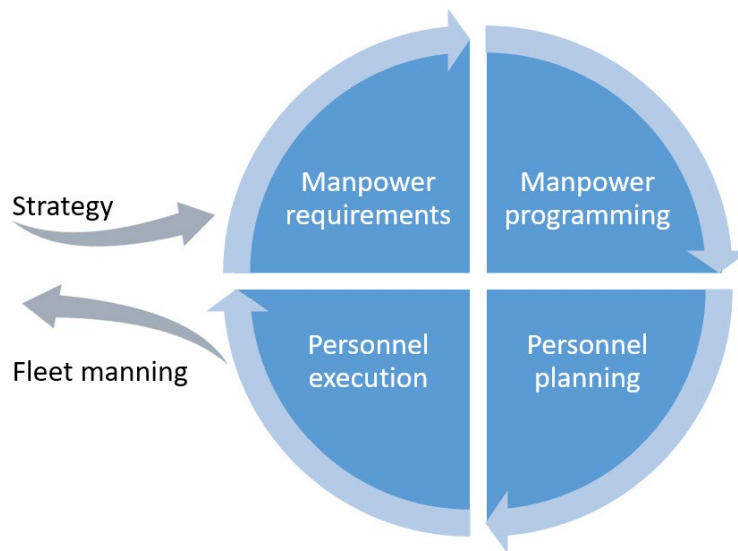 Manpower
requirements
Manpower
programming
Strategy
Fleet manning
Personnel
execution
Personnel
planning